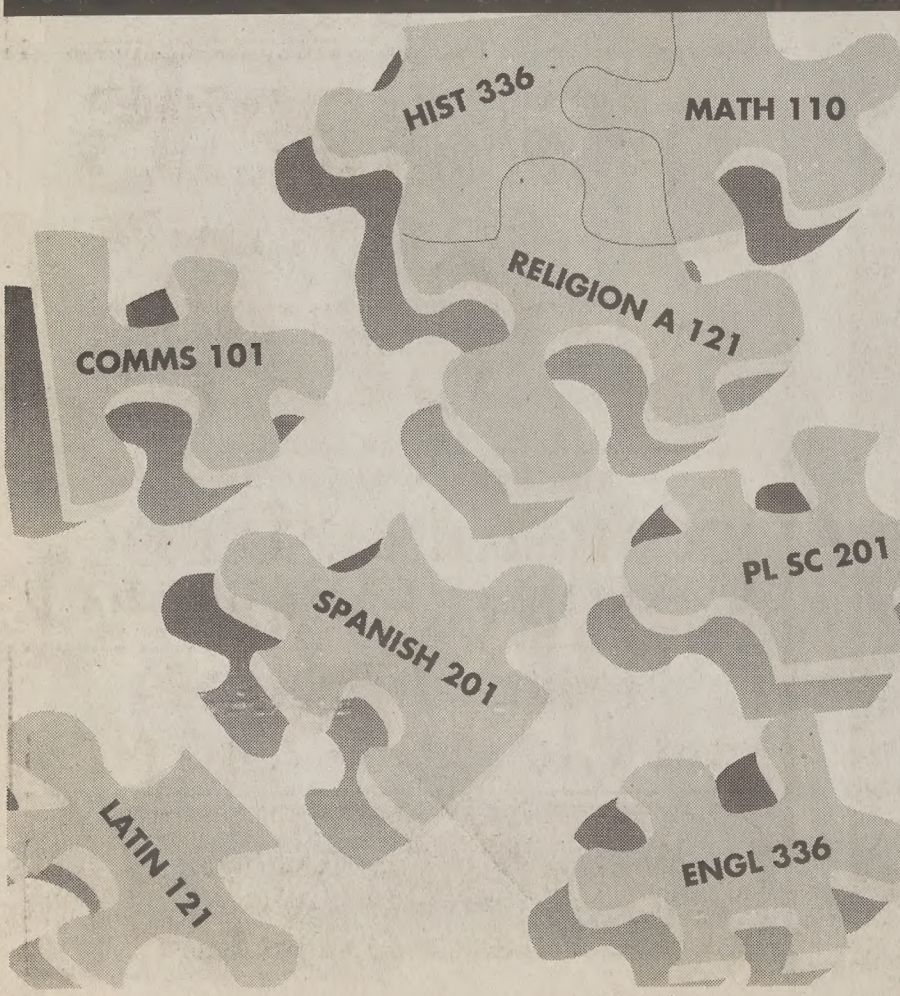 HIST 336
MATH 110
RELIGION A 121
COMMS 101
PL SC 201
SPANISH 201
LATIN 121
ENGL 336